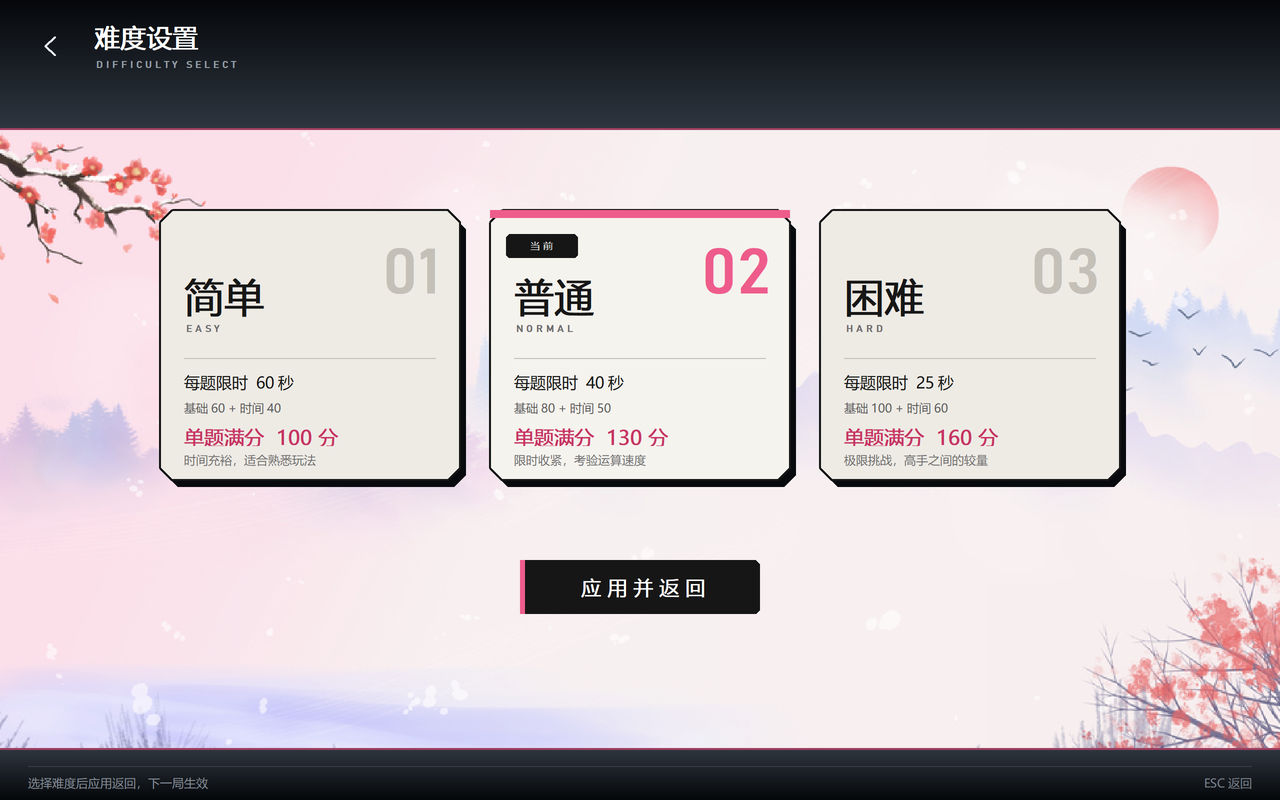 难度设置
DIFFICULTY SELECT
01
简单
EASY
每题限时 60 秒
基础 60 + 时间 40
单题满分 100 分
时间充裕，适合熟悉玩法
当前
02
普通
NORMAL
每题限时 40 秒
基础 80 + 时间 50
单题满分 130 分
限时收紧，考验运算速度
03
困难
HARD
每题限时 25 秒
基础 100 + 时间 60
单题满分 160 分
极限挑战，高手之间的较量
应用并返回
选择难度后应用返回，下一局生效
ESC 返回